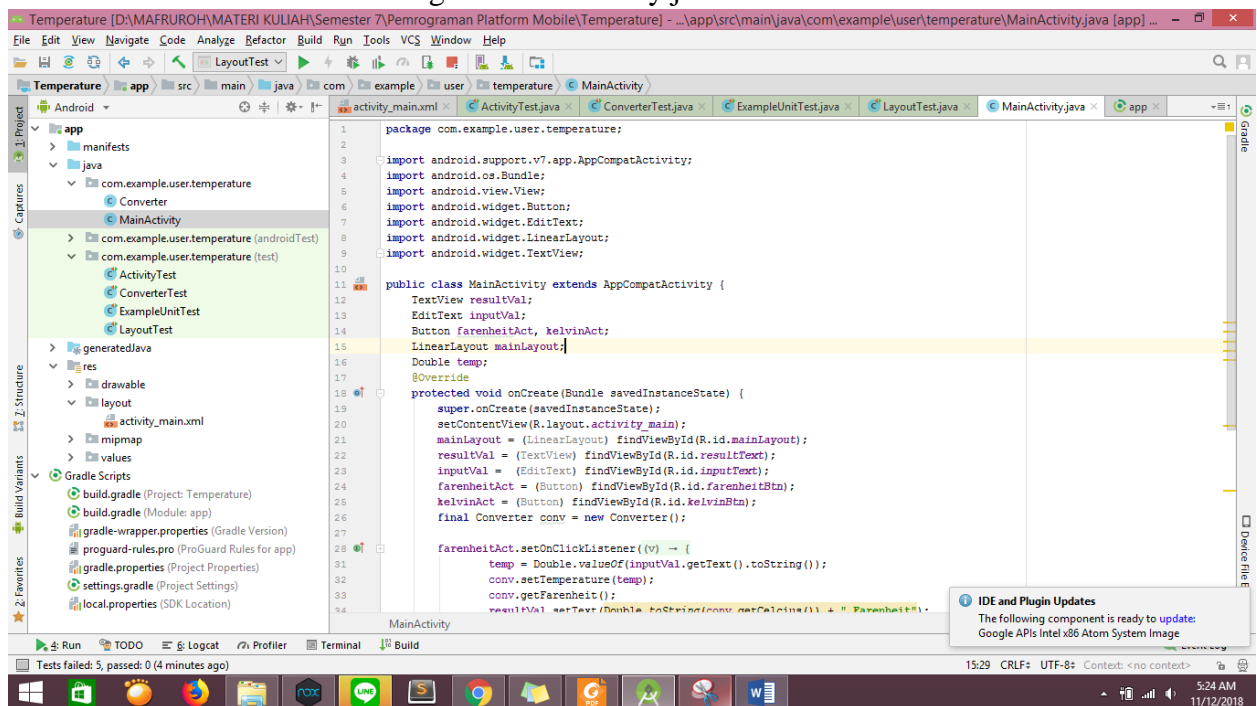 Temperature [D:\MAFRUROH\MATERI KULIAH\Semester 7\Pemrograman Platform Mobile\Temperature] - ...\app\src\main\java\com\example\user\temperature\MainActivity.java [app] ...
File Edit View Navigate Code Analyze Refactor Build Run Tools VCS Window Help
LayoutTest
Temperature app src main java com example user temperature MainActivity
Android
activity_main.xml ActivityTest.java ConverterTest.java ExampleUnitTest.java LayoutTest.java MainActivity.java app
1: Project
Captures
Z: Structure
Build Variants
2: Favorites
app
manifests
java
com.example.user.temperature
Converter
MainActivity
com.example.user.temperature (androidTest)
com.example.user.temperature (test)
ActivityTest
ConverterTest
ExampleUnitTest
LayoutTest
generatedJava
res
drawable
layout
activity_main.xml
mipmap
values
Gradle Scripts
build.gradle (Project: Temperature)
build.gradle (Module: app)
gradle-wrapper.properties (Gradle Version)
proguard-rules.pro (ProGuard Rules for app)
gradle.properties (Project Properties)
settings.gradle (Project Settings)
local.properties (SDK Location)
1 package com.example.user.temperature;
2
3 import android.support.v7.app.AppCompatActivity;
4 import android.os.Bundle;
5 import android.view.View;
6 import android.widget.Button;
7 import android.widget.EditText;
8 import android.widget.LinearLayout;
9 import android.widget.TextView;
10
11 public class MainActivity extends AppCompatActivity {
12 TextView resultVal;
13 EditText inputVal;
14 Button farenheitAct, kelvinAct;
15 LinearLayout mainLayout;
16 Double temp;
17 @Override
18 protected void onCreate(Bundle savedInstanceState) {
19 super.onCreate(savedInstanceState);
20 setContentView(R.layout.activity_main);
21 mainLayout = (LinearLayout) findViewById(R.id.mainLayout);
22 resultVal = (TextView) findViewById(R.id.resultText);
23 inputVal = (EditText) findViewById(R.id.inputText);
24 farenheitAct = (Button) findViewById(R.id.farenheitBtn);
25 kelvinAct = (Button) findViewById(R.id.kelvinBtn);
26 final Converter conv = new Converter();
27
28 farenheitAct.setOnClickListener((v) → {
31 temp = Double.valueOf(inputVal.getText().toString());
32 conv.setTemperature(temp);
33 conv.getFarenheit();
34 resultVal.setText(Double.toString(conv.getCelcius()) + " Farenheit");
MainActivity
Gradle
Device File
IDE and Plugin Updates
The following component is ready to update:
Google APIs Intel x86 Atom System Image
4: Run TODO 6: Logcat Profiler Terminal Build
Tests failed: 5, passed: 0 (4 minutes ago)
15:29 CRLF UTF-8 Context: <no context>
nox LINE S G PDF W
5:24 AM
11/12/2018